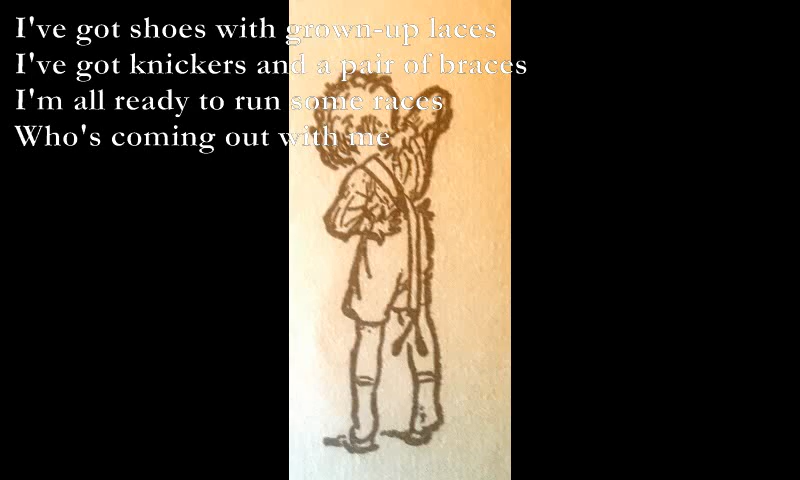 I've got shoes with grown-up laces
I've got knickers and a pair of braces
I'm all ready to run some races
Who's coming out with me